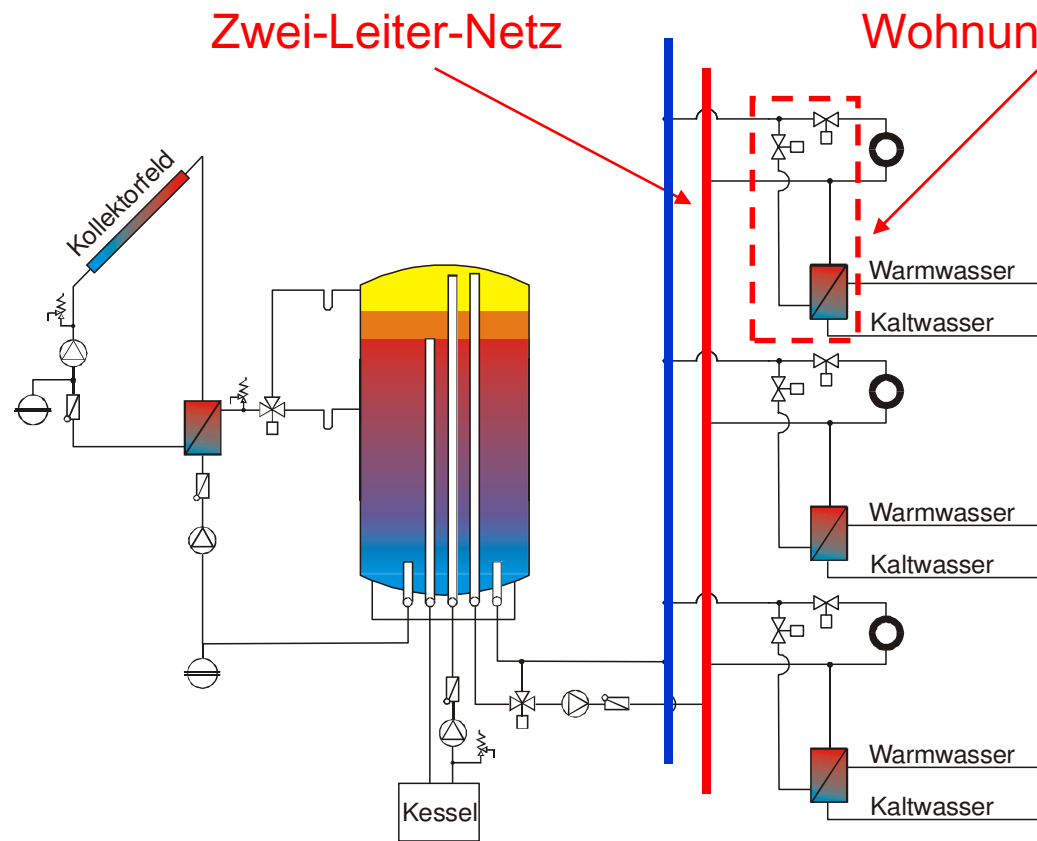 Zwei-Leiter-Netz
Wohnun
Kollektorfeld
Warmwasser
Kaltwasser
Warmwasser
Kaltwasser
Warmwasser
Kaltwasser
Kessel